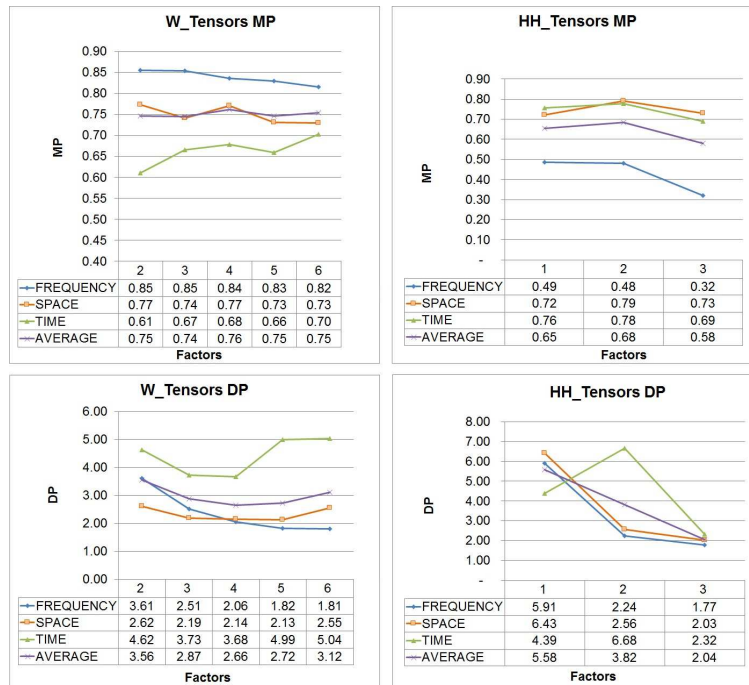 W_Tensors MP
0.90
0.85
0.80
0.75
0.70
0.65
0.60
0.55
0.50
0.45
0.40
MP
2 3 4 5 6
FREQUENCY 0.85 0.85 0.84 0.83 0.82
SPACE 0.77 0.74 0.77 0.73 0.73
TIME 0.61 0.67 0.68 0.66 0.70
AVERAGE 0.75 0.74 0.76 0.75 0.75
Factors
HH_Tensors MP
0.90
0.80
0.70
0.60
0.50
0.40
0.30
0.20
0.10
-
MP
1 2 3
FREQUENCY 0.49 0.48 0.32
SPACE 0.72 0.79 0.73
TIME 0.76 0.78 0.69
AVERAGE 0.65 0.68 0.58
Factors
W_Tensors DP
6.00
5.00
4.00
3.00
2.00
1.00
0.00
DP
2 3 4 5 6
FREQUENCY 3.61 2.51 2.06 1.82 1.81
SPACE 2.62 2.19 2.14 2.13 2.55
TIME 4.62 3.73 3.68 4.99 5.04
AVERAGE 3.56 2.87 2.66 2.72 3.12
Factors
HH_Tensors DP
8.00
7.00
6.00
5.00
4.00
3.00
2.00
1.00
-
DP
1 2 3
FREQUENCY 5.91 2.24 1.77
SPACE 6.43 2.56 2.03
TIME 4.39 6.68 2.32
AVERAGE 5.58 3.82 2.04
Factors